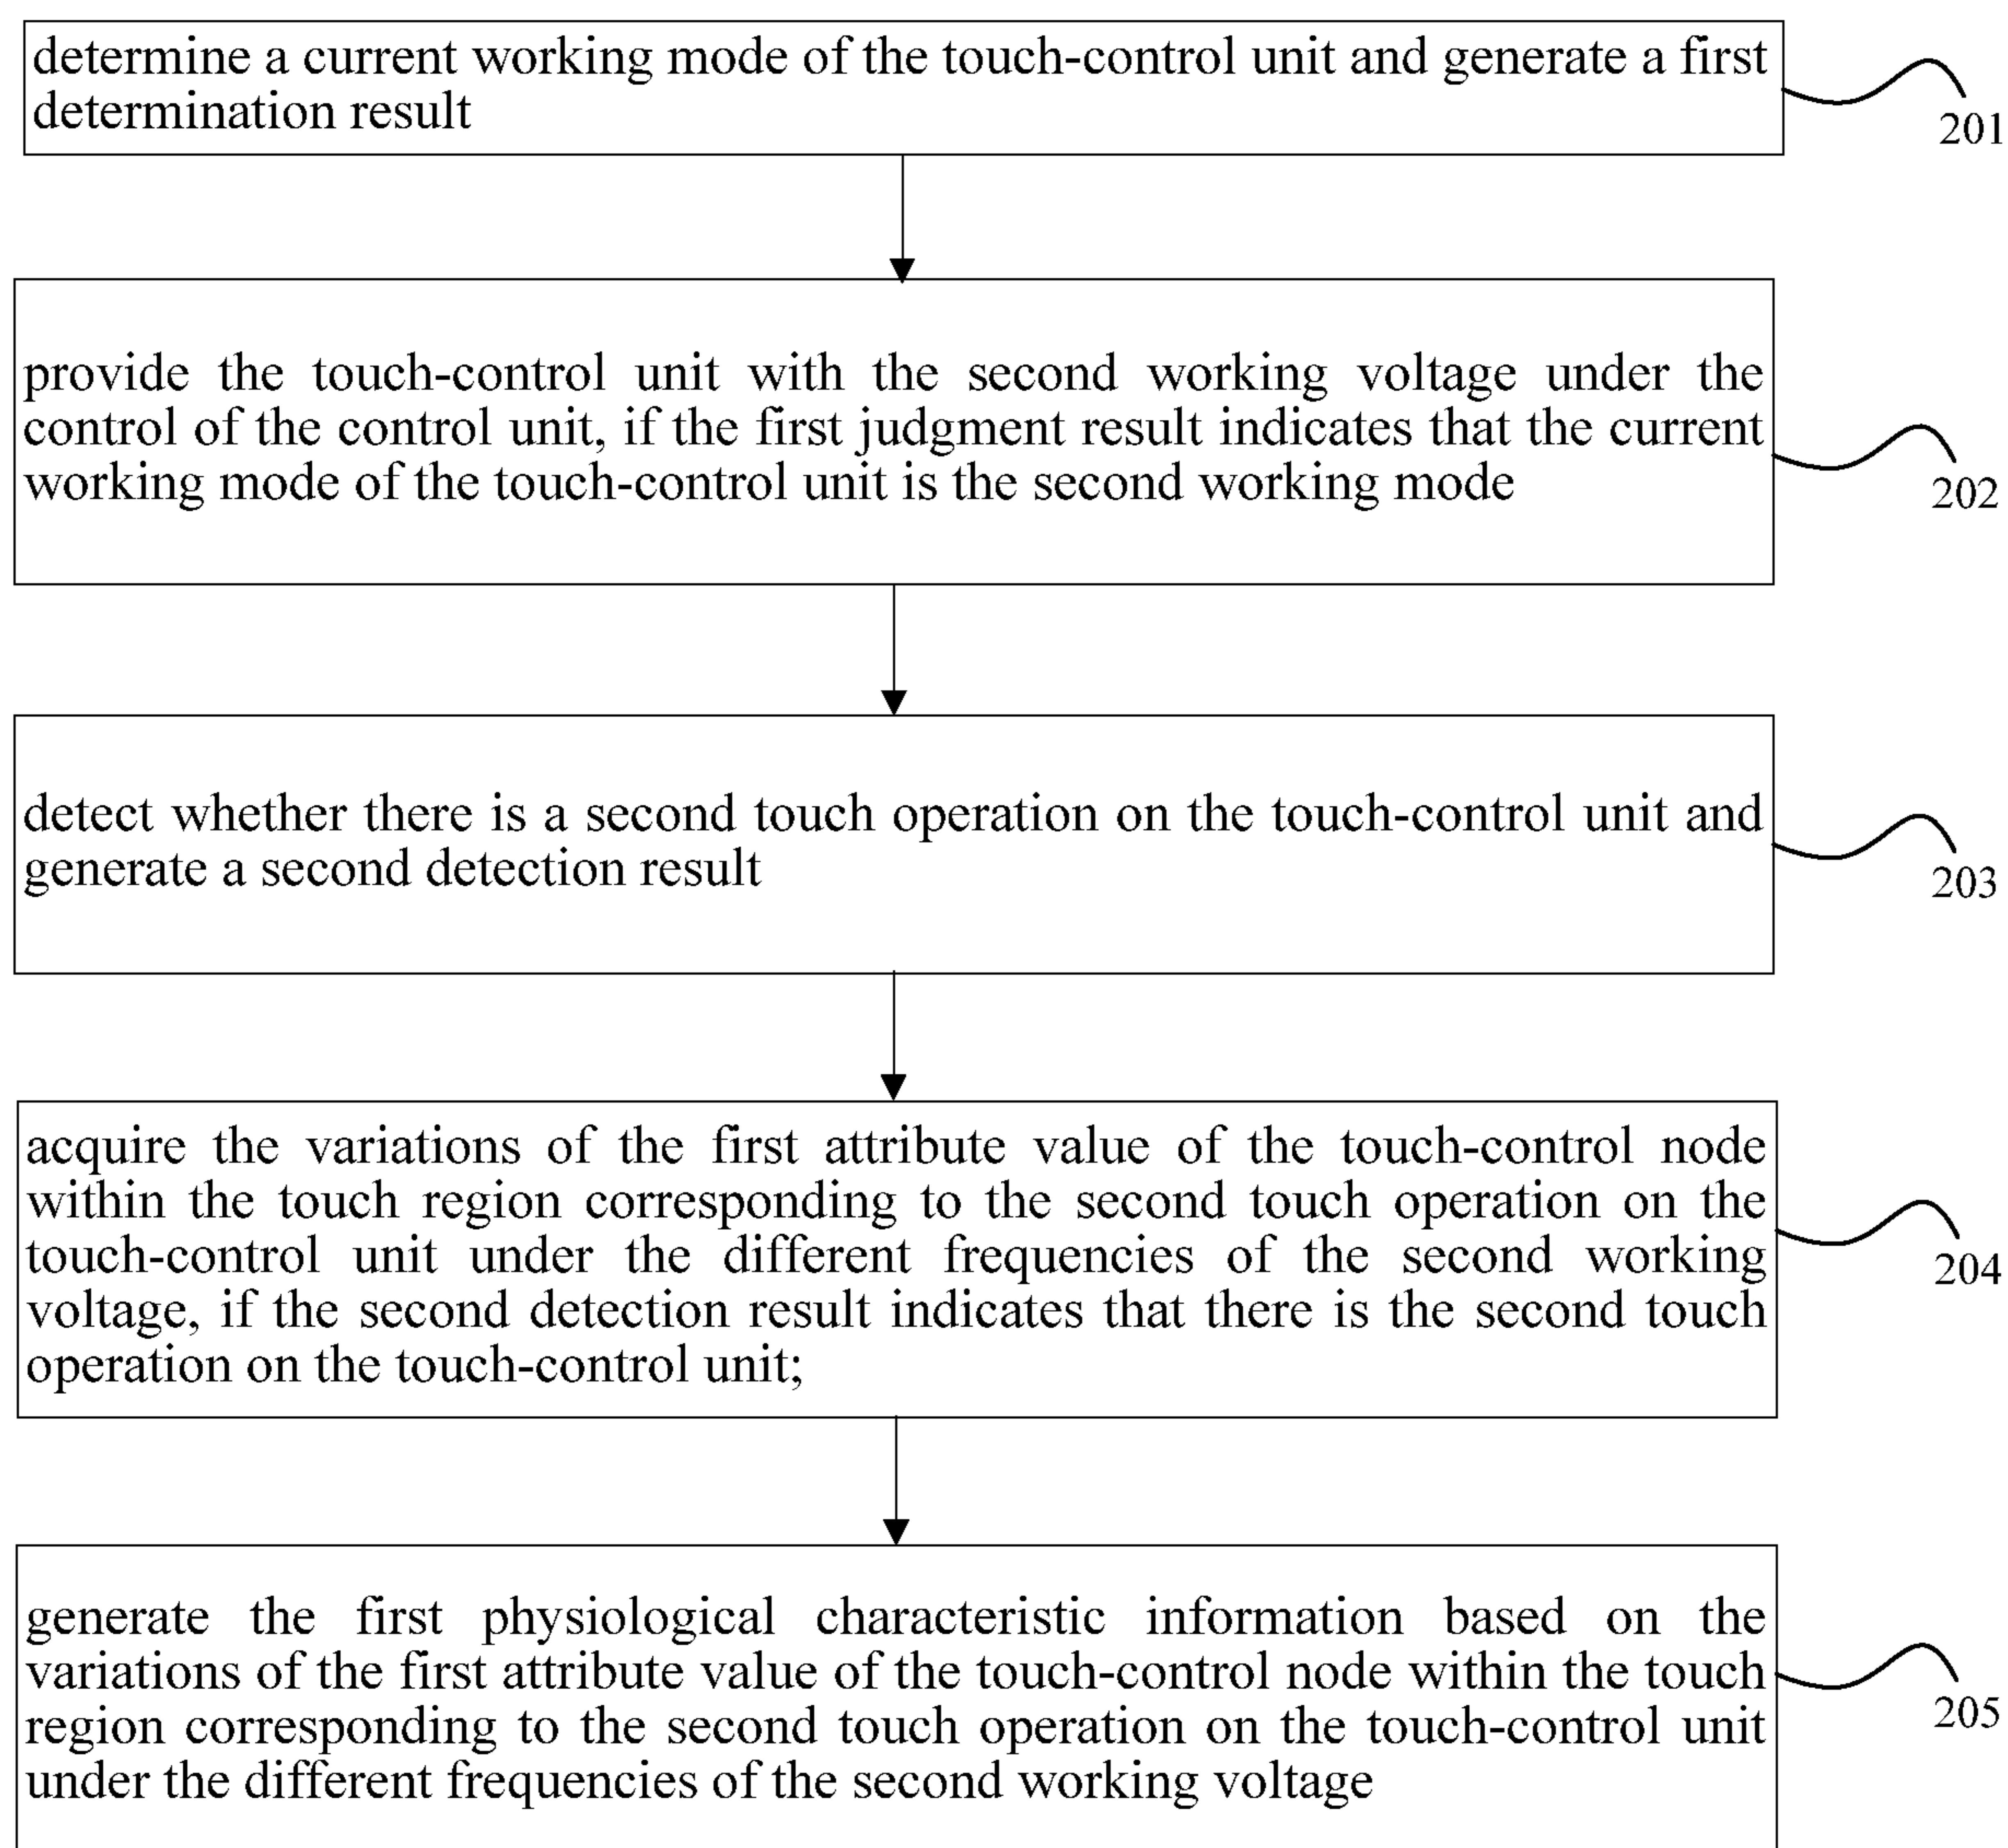 determine a current working mode of the touch-control unit and generate a first
determination result
201
provide the touch-control unit with the second working voltage under the
control of the control unit, if the first judgment result indicates that the current
working mode of the touch-control unit is the second working mode
202
detect whether there is a second touch operation on the touch-control unit and
generate a second detection result
203
acquire the variations of the first attribute value of the touch-control node
within the touch region corresponding to the second touch operation on the
touch-control unit under the different frequencies of the second working
voltage, if the second detection result indicates that there is the second touch
operation on the touch-control unit;
204
generate the first physiological characteristic information based on the
variations of the first attribute value of the touch-control node within the touch
region corresponding to the second touch operation on the touch-control unit
under the different frequencies of the second working voltage
205